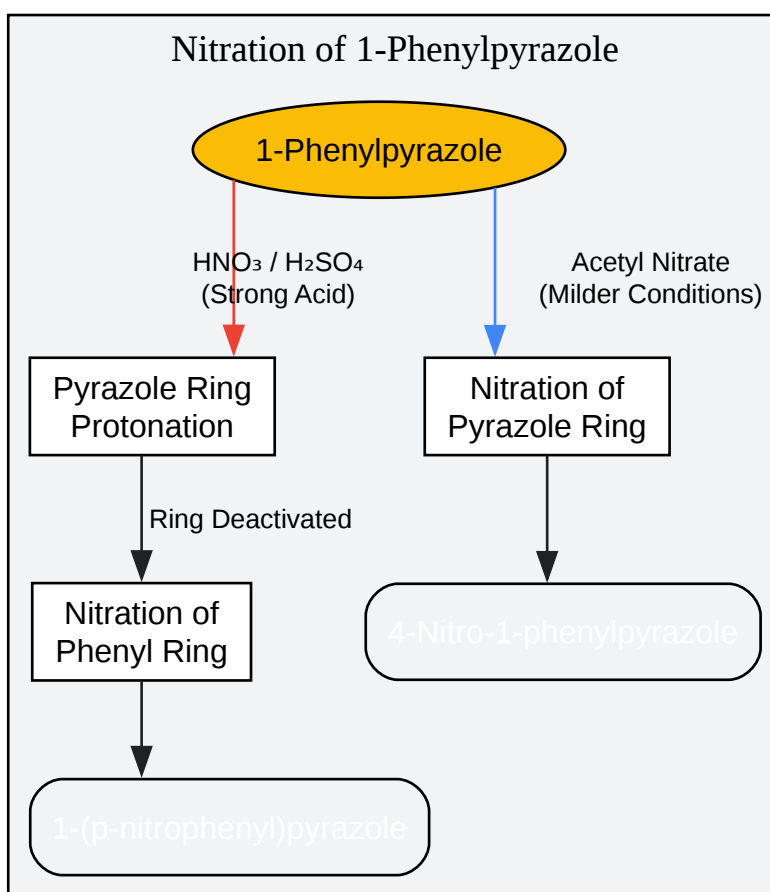 Nitration of 1-Phenylpyrazole
1-Phenylpyrazole
HNO₃ / H₂SO₄
(Strong Acid)
Acetyl Nitrate
(Milder Conditions)
Pyrazole Ring
Protonation
Nitration of
Pyrazole Ring
Ring Deactivated
Nitration of
Phenyl Ring
4-Nitro-1-phenylpyrazole
1-(p-nitrophenyl)pyrazole